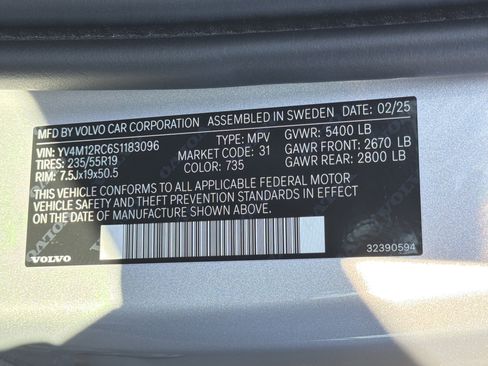 MFD BY VOLVO CAR CORPORATION ASSEMBLED IN SWEDEN 02/25
VIN: YV4M12RC6S1183096 TYPE: MPV GVWR: 5400 LB
TIRES: 235/55R19 MARKET CODE: 31 GAWR FRONT: 2670 LB
RIM: 7.5Jx19x50.5 COLOR: 735 GAWR REAR: 2800 LB
THIS VEHICLE CONFORMS TO ALL APPLICABLE FEDERAL MOTOR
VEHICLE SAFETY AND THEFT PREVENTION STANDARDS IN EFFECT
ON THE DATE OF MANUFACTURE SHOWN ABOVE.
VOLVO 32390594